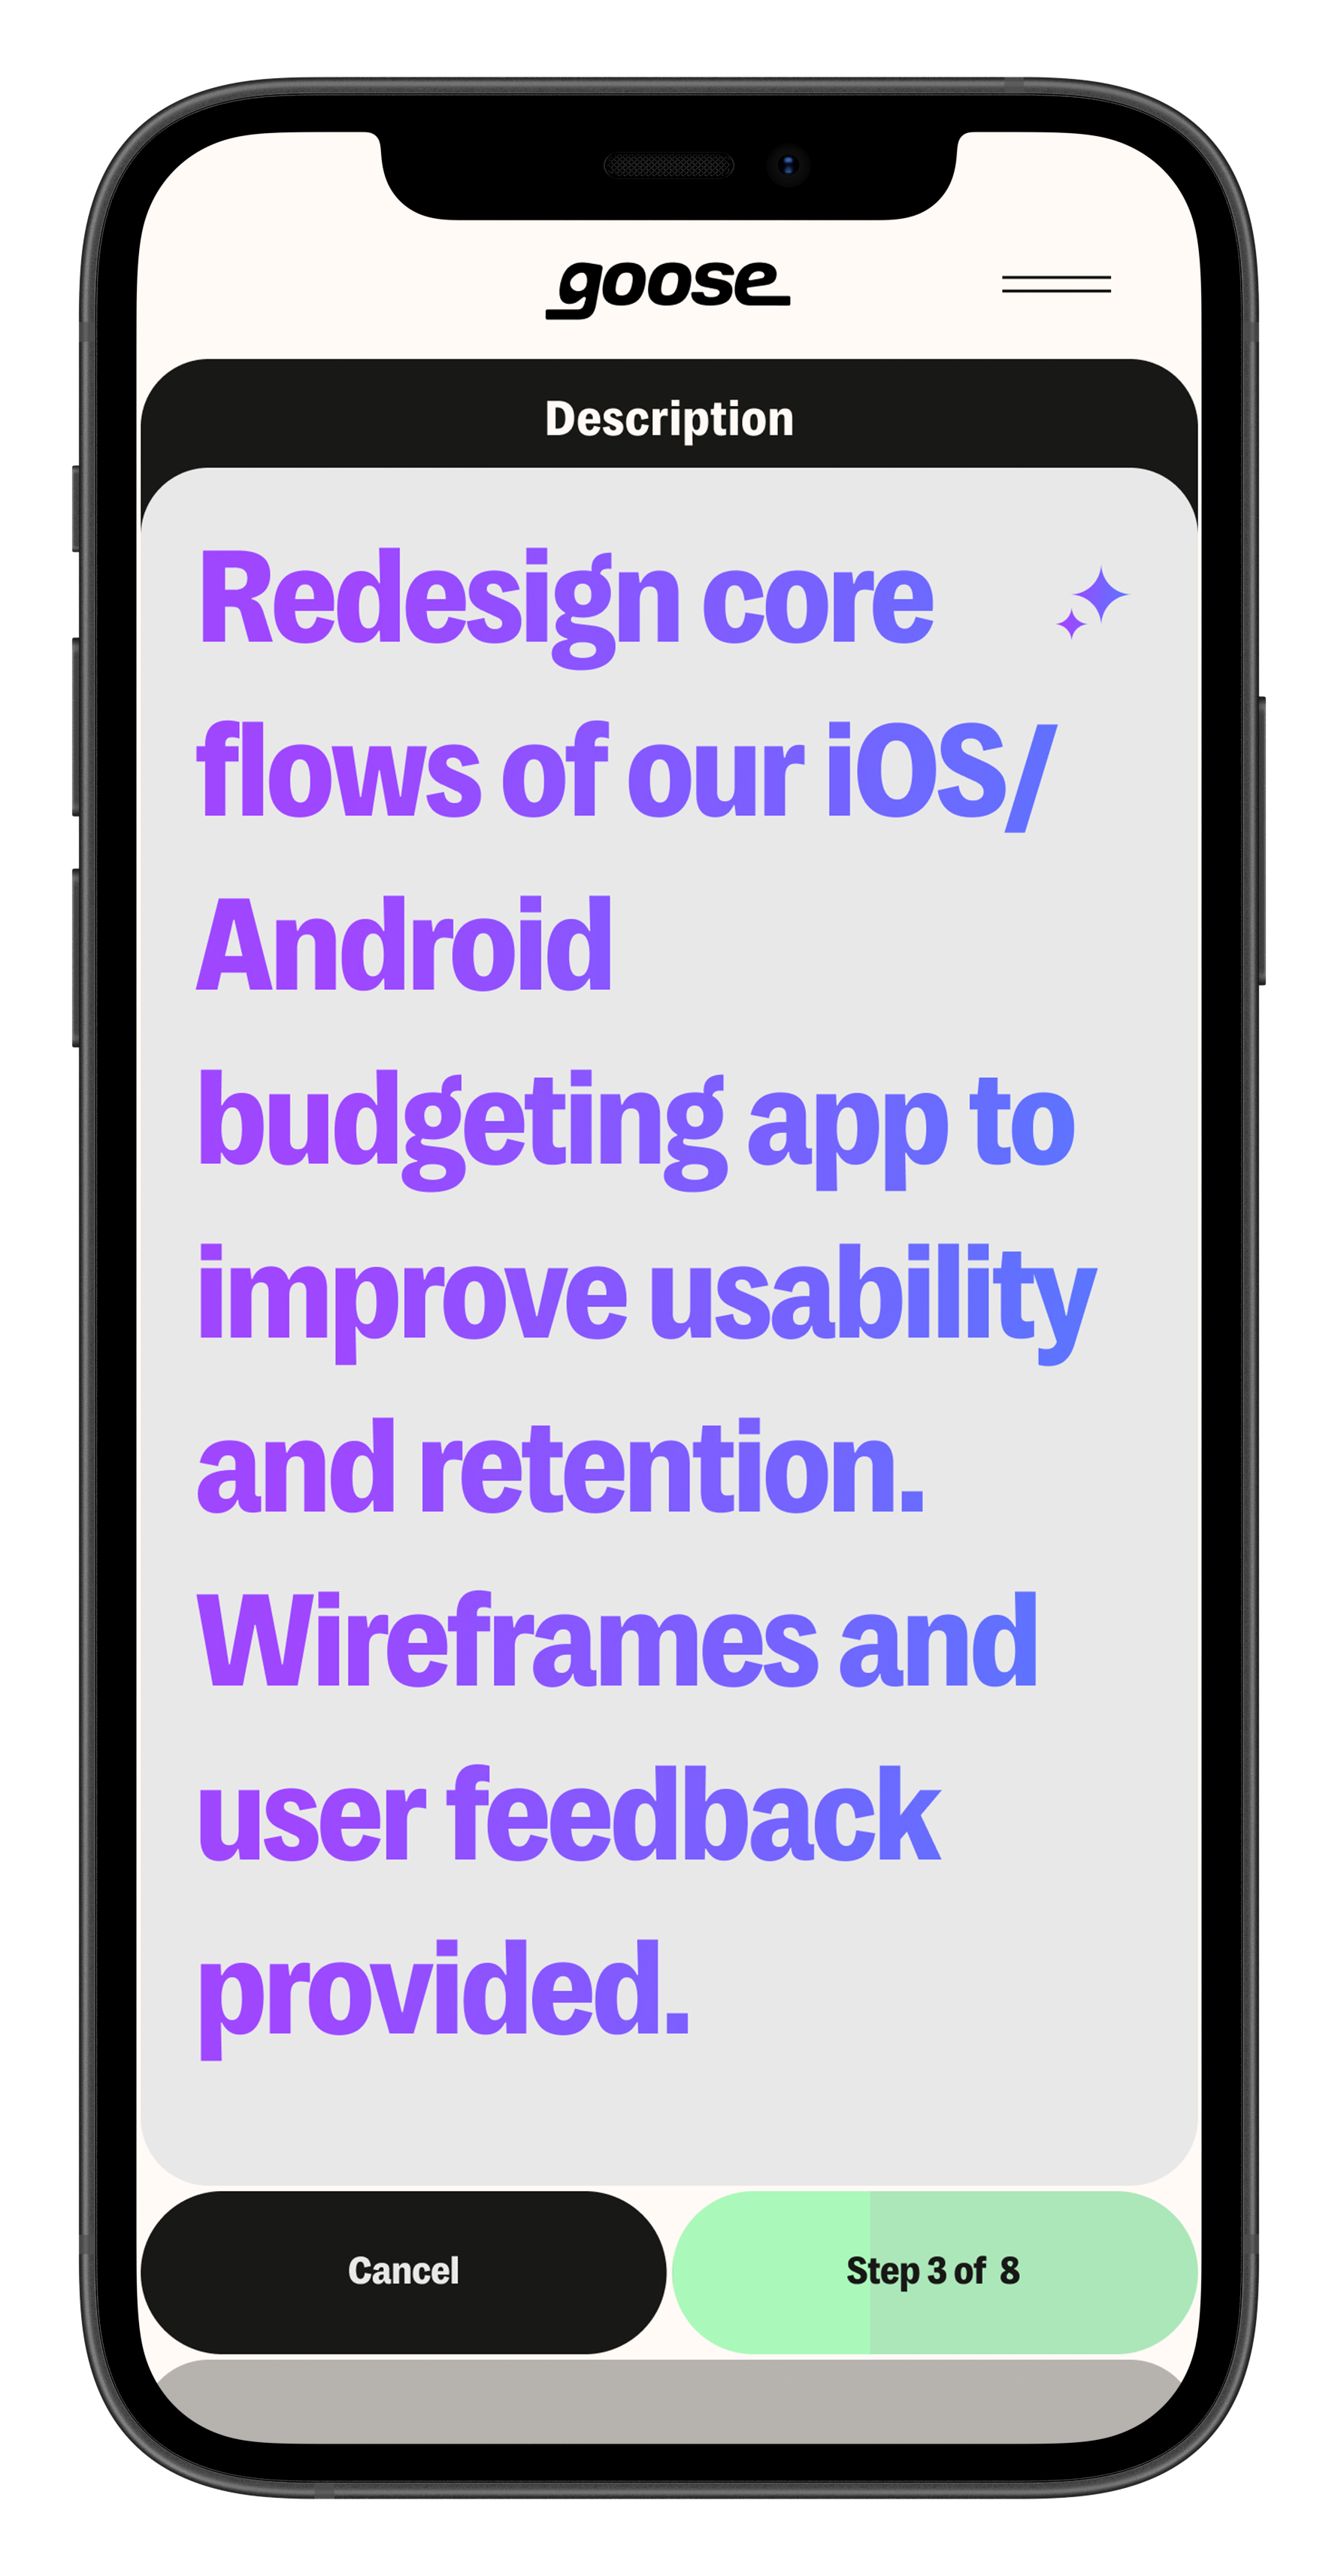 goose
Description
Redesign core
flows of our iOS/
Android
budgeting app to
improve usability
and retention.
Wireframes and
user feedback
provided.
Cancel
Step 3 of 8